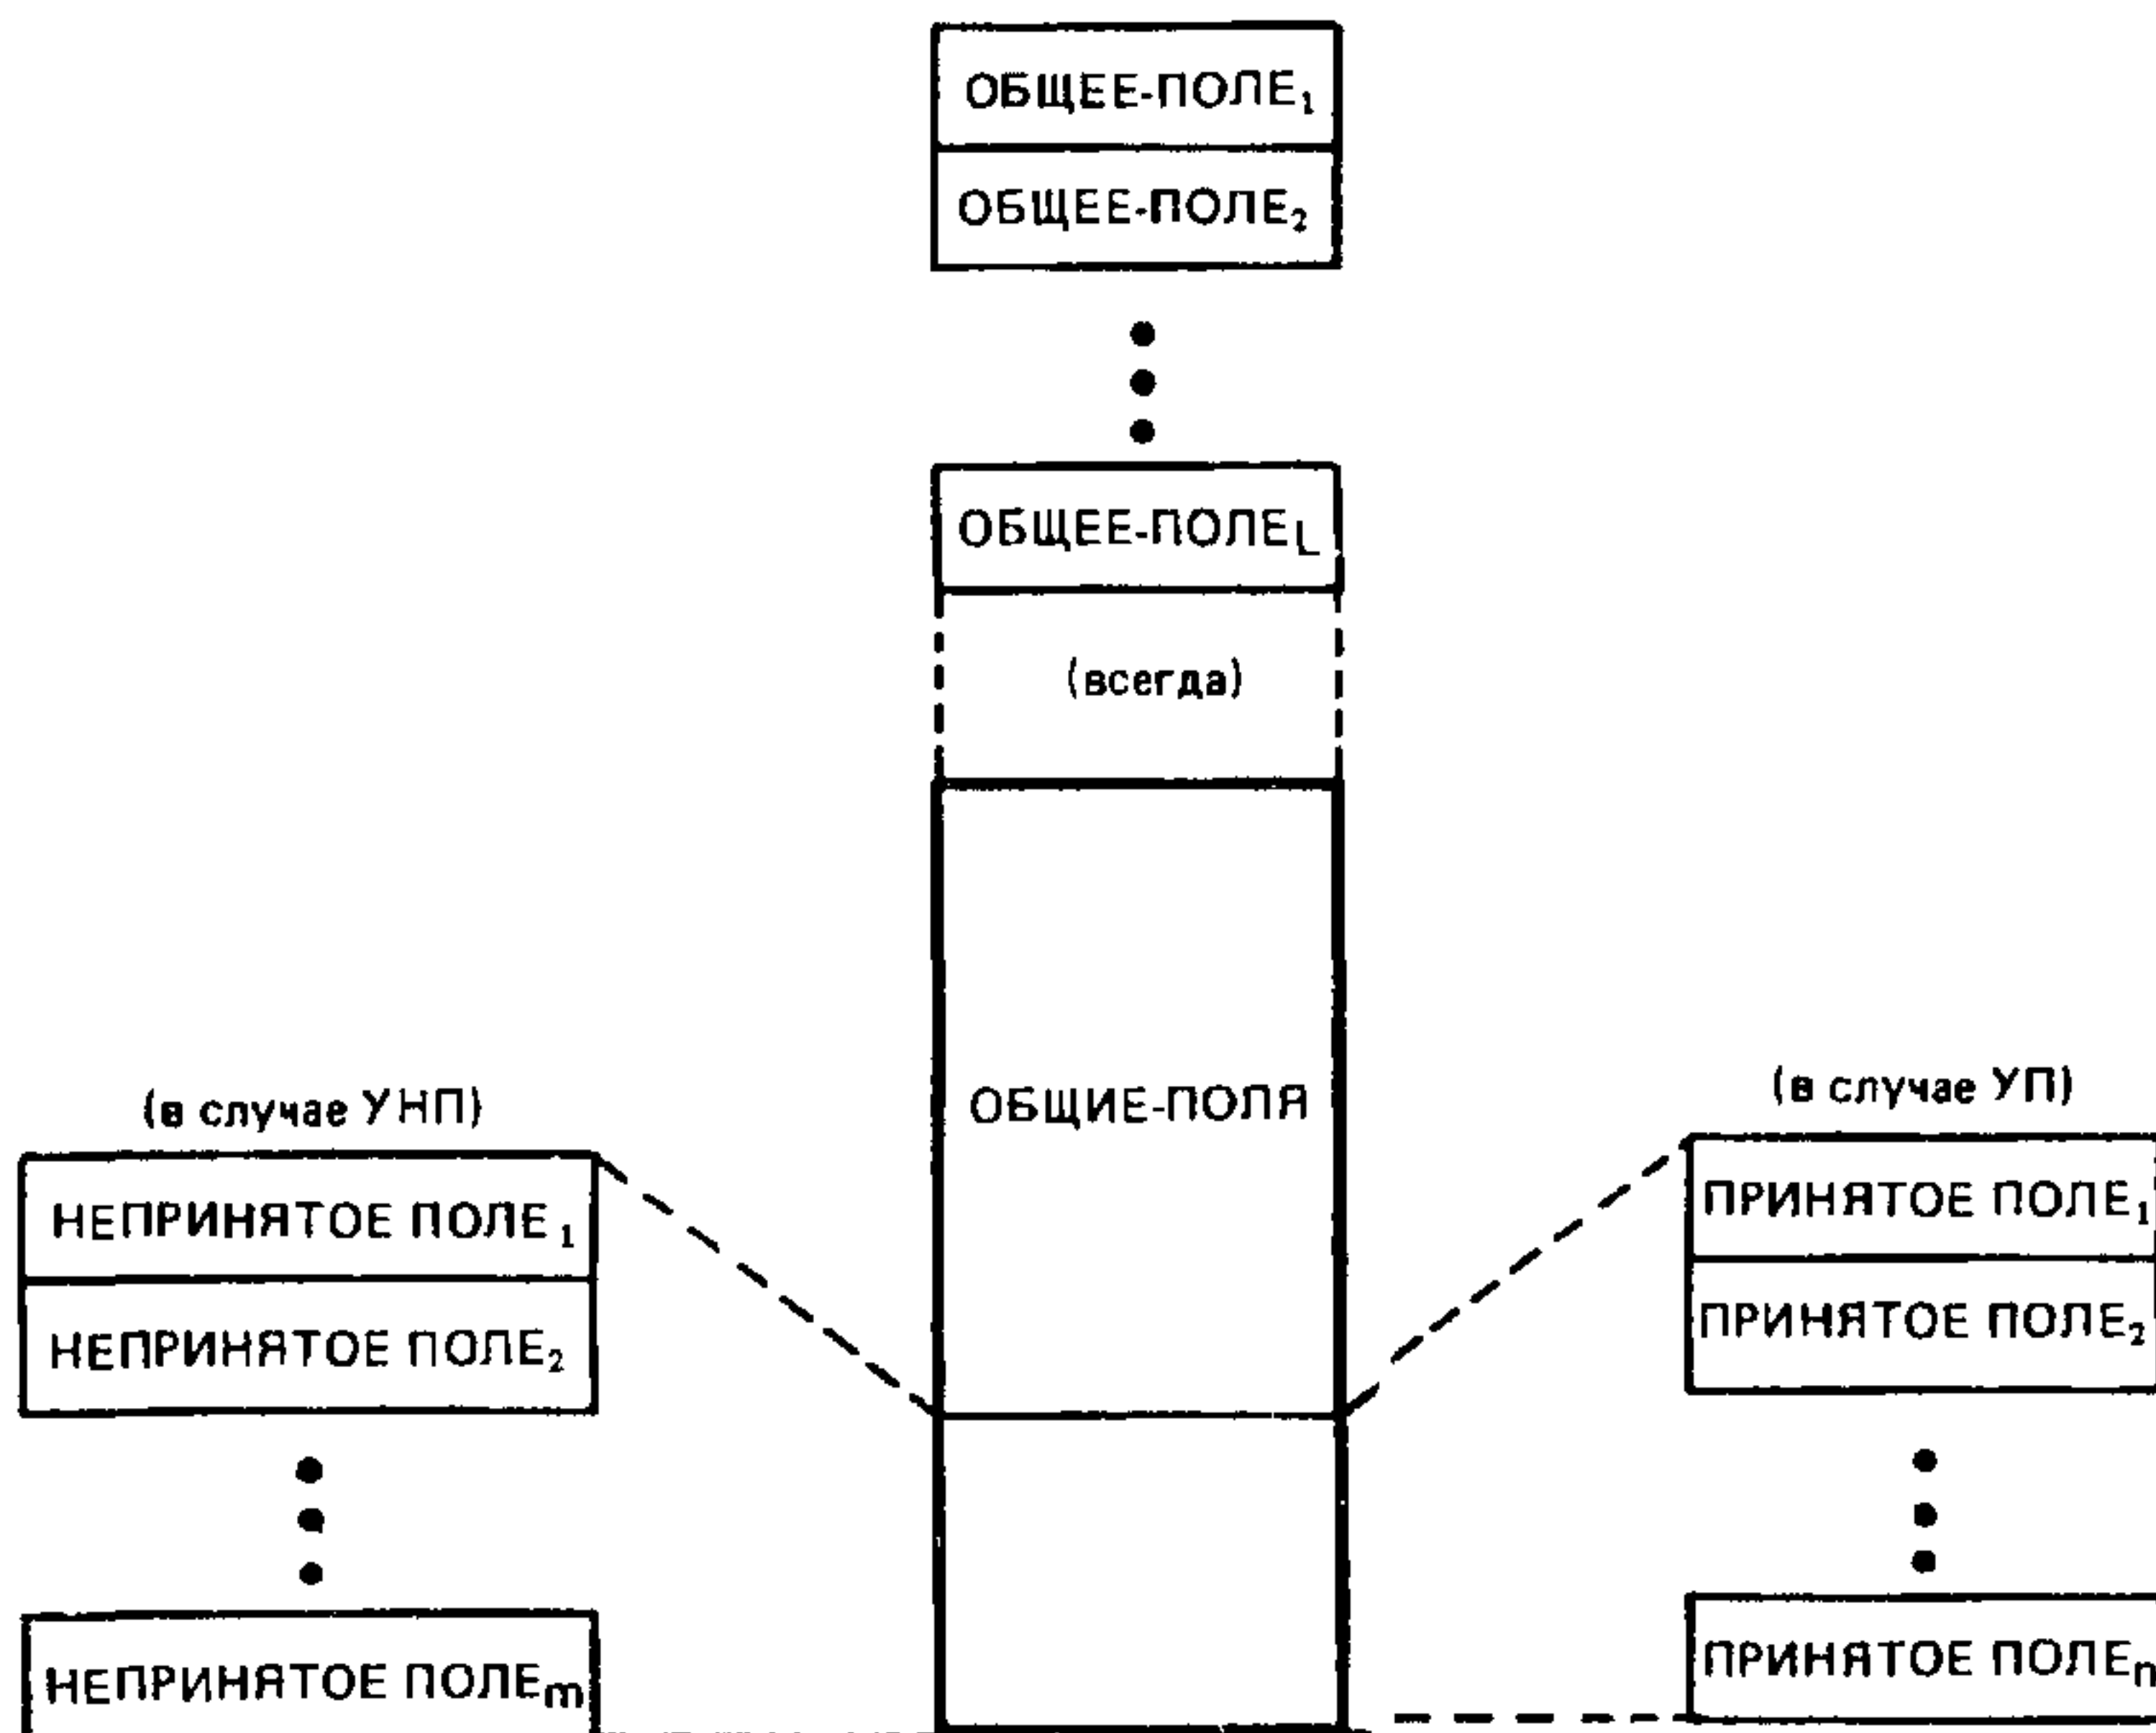 ОБЩЕЕ-ПОЛЕ₁
ОБЩЕЕ-ПОЛЕ₂
ОБЩЕЕ-ПОЛЕL
(всегда)
ОБЩИЕ-ПОЛЯ
(в случае УНП)
НЕПРИНЯТОЕ ПОЛЕ₁
НЕПРИНЯТОЕ ПОЛЕ₂
НЕПРИНЯТОЕ ПОЛЕm
(в случае УП)
ПРИНЯТОЕ ПОЛЕ₁
ПРИНЯТОЕ ПОЛЕ₂
ПРИНЯТОЕ ПОЛЕn